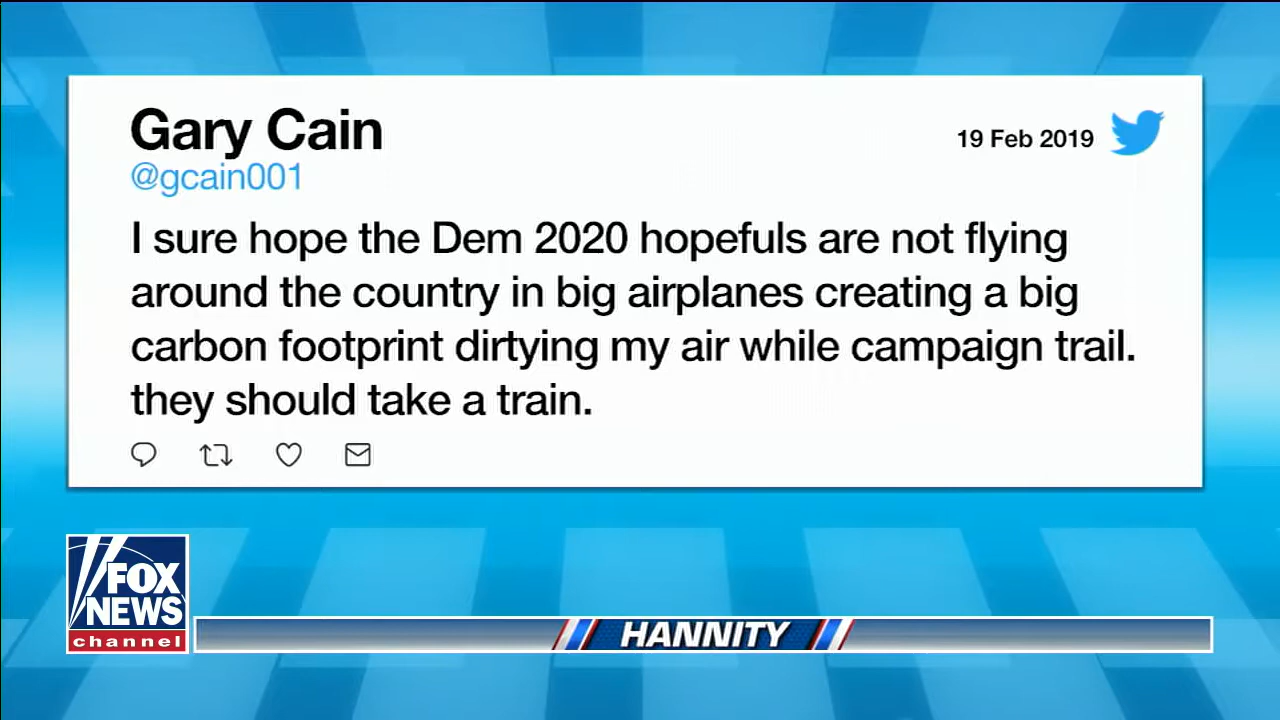 Gary Cain
19 Feb 2019
@gcain001
I sure hope the Dem 2020 hopefuls are not flying
around the country in big airplanes creating a big
carbon footprint dirtying my air while campaign trail.
they should take a train.
FOX
NEWS
channel
HANNITY